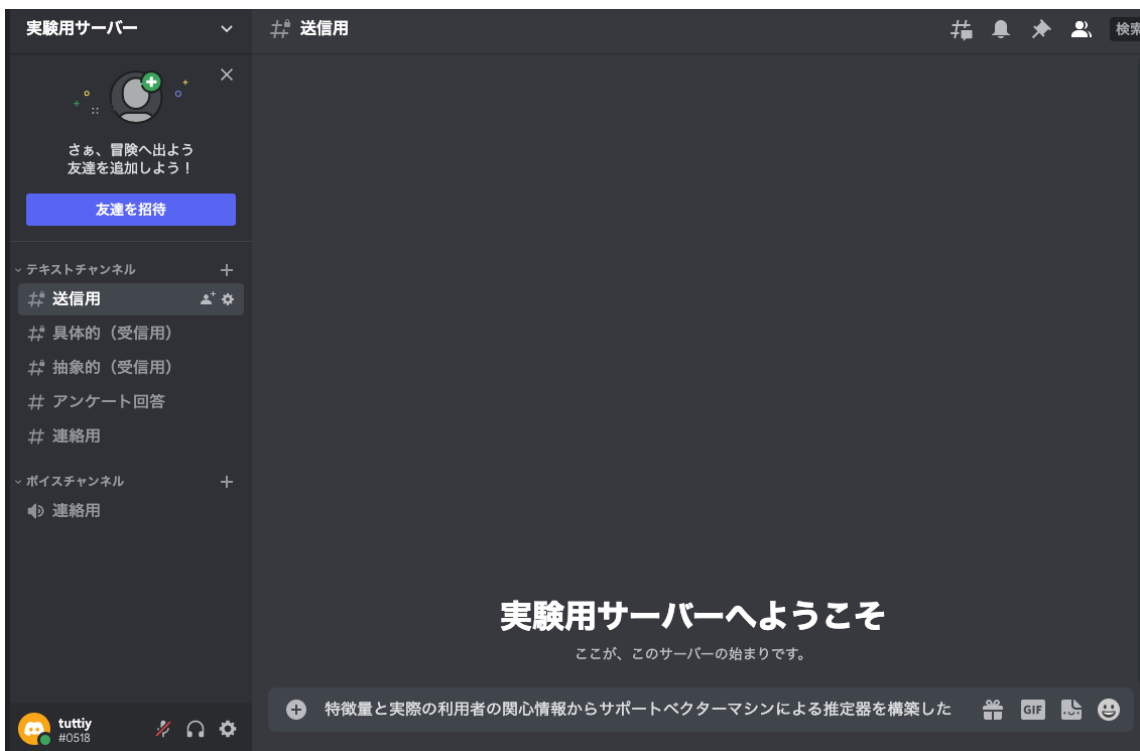 実験用サーバー
さぁ、冒険へ出よう
友達を追加しよう！
友達を招待
テキストチャンネル
送信用
具体的（受信用）
抽象的（受信用）
アンケート回答
連絡用
ボイスチャンネル
連絡用
tuttiy
#0518
送信用
検索
実験用サーバーへようこそ
ここが、このサーバーの始まりです。
特徴量と実際の利用者の関心情報からサポートベクターマシンによる推定器を構築した
GIF